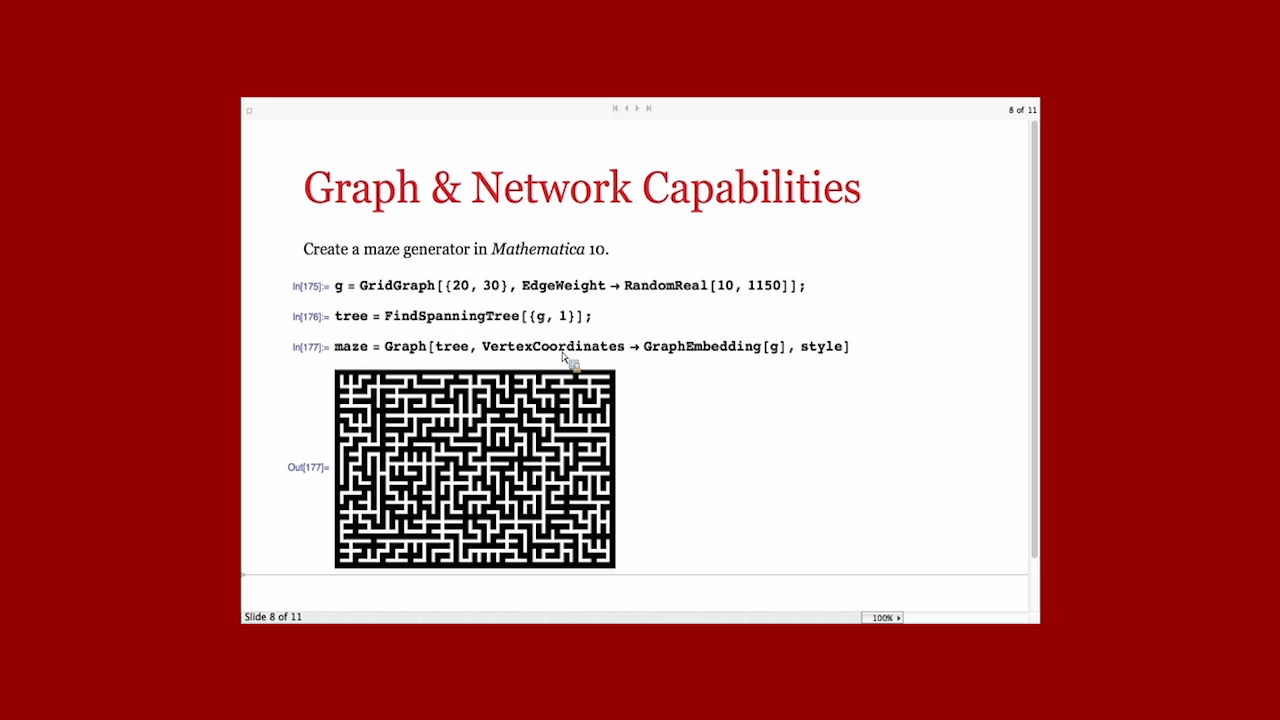 8 of 11
Graph & Network Capabilities
Create a maze generator in Mathematica 10.
In[175]:= g = GridGraph[{20, 30}, EdgeWeight → RandomReal[10, 1150]];
In[176]:= tree = FindSpanningTree[{g, 1}];
In[177]:= maze = Graph[tree, VertexCoordinates → GraphEmbedding[g], style]
Out[177]=
Slide 8 of 11
100%